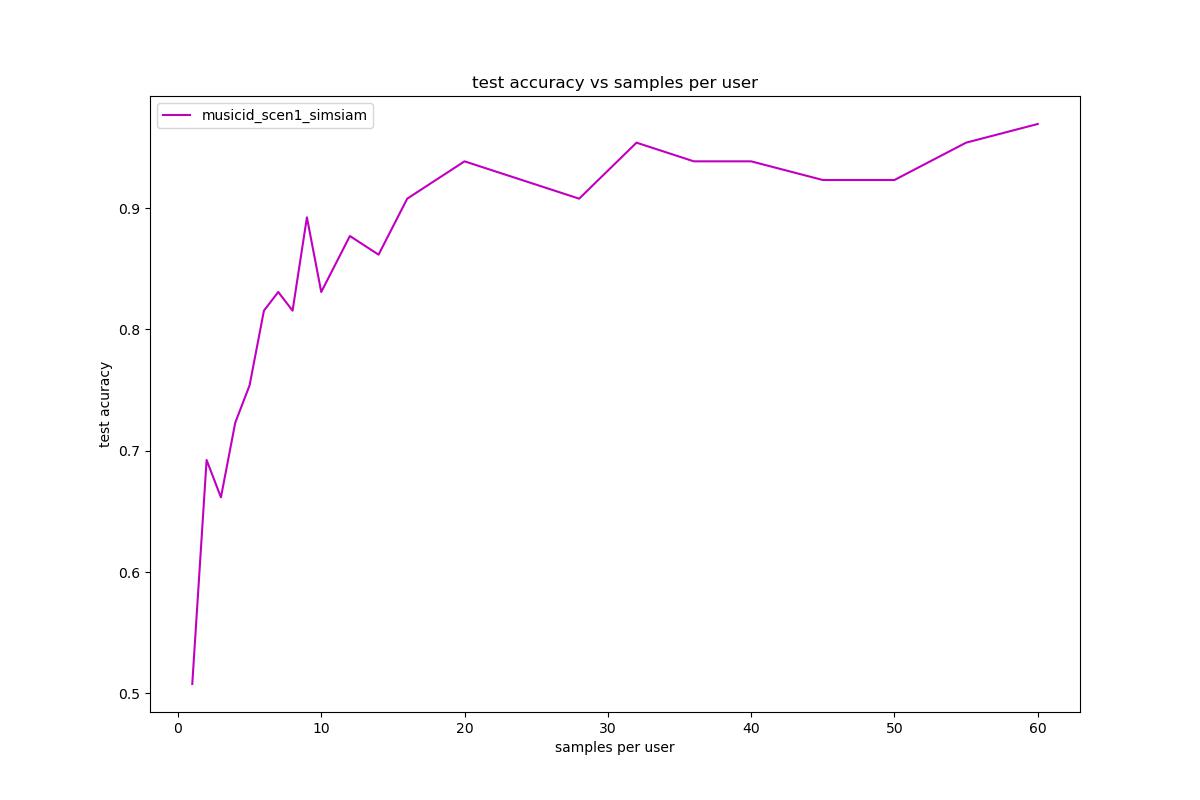 test accuracy vs samples per user
musicid_scen1_simsiam
0.9
0.8
0.7
0.6
0.5
test acuracy
0 10 20 30 40 50 60
samples per user